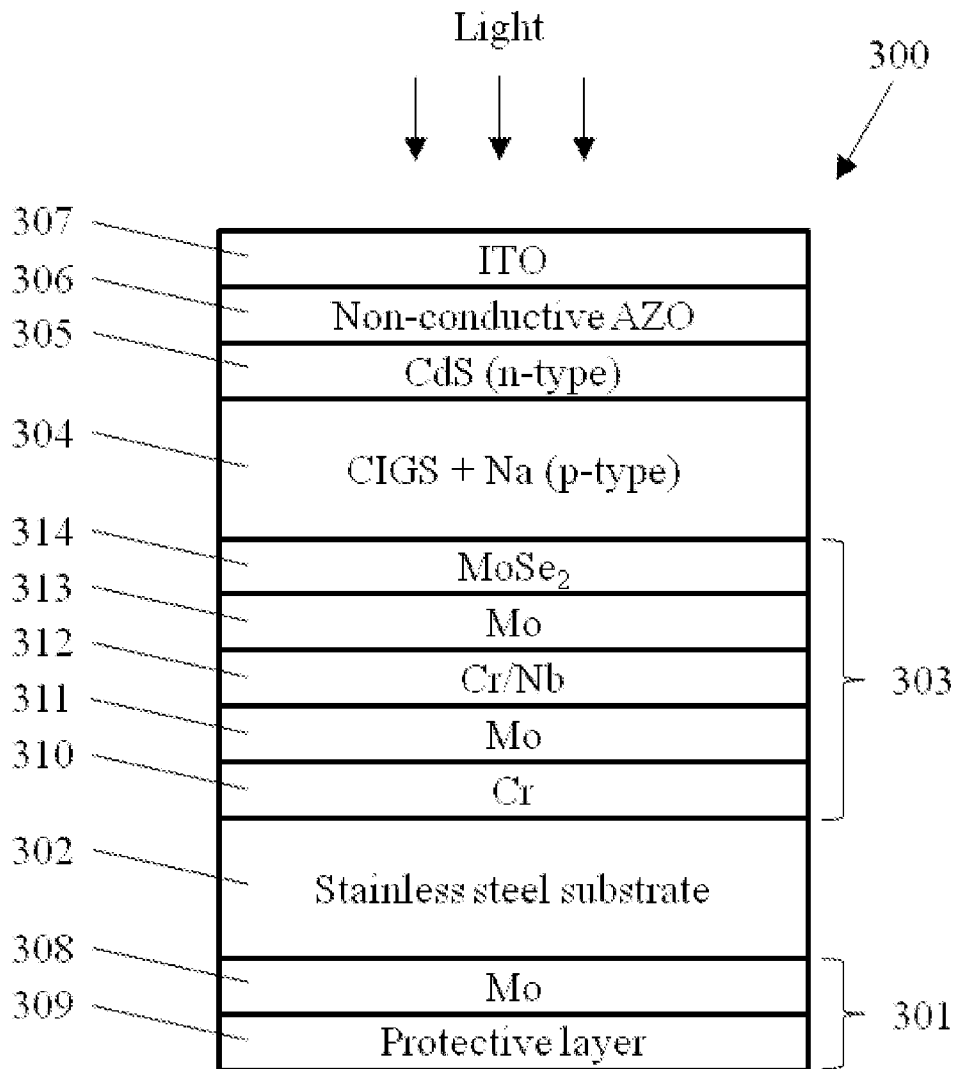 Light
300
307
ITO
306
Non-conductive AZO
305
CdS (n-type)
304
CIGS + Na (p-type)
314
MoSe₂
313
Mo
312
Cr/Nb
303
311
Mo
310
Cr
302
Stainless steel substrate
308
Mo
301
309
Protective layer